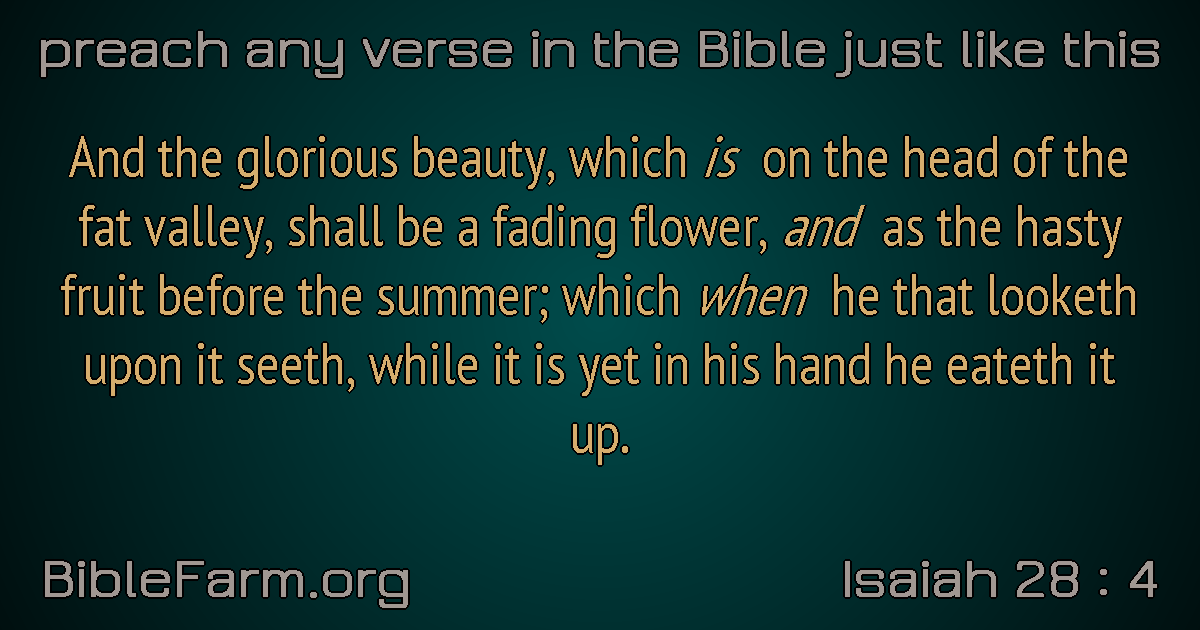 preach any verse in the Bible just like this
And the glorious beauty, which is on the head of the
fat valley, shall be a fading flower, and as the hasty
fruit before the summer; which when he that looketh
upon it seeth, while it is yet in his hand he eateth it
up.
BibleFarm.org
Isaiah 28 : 4